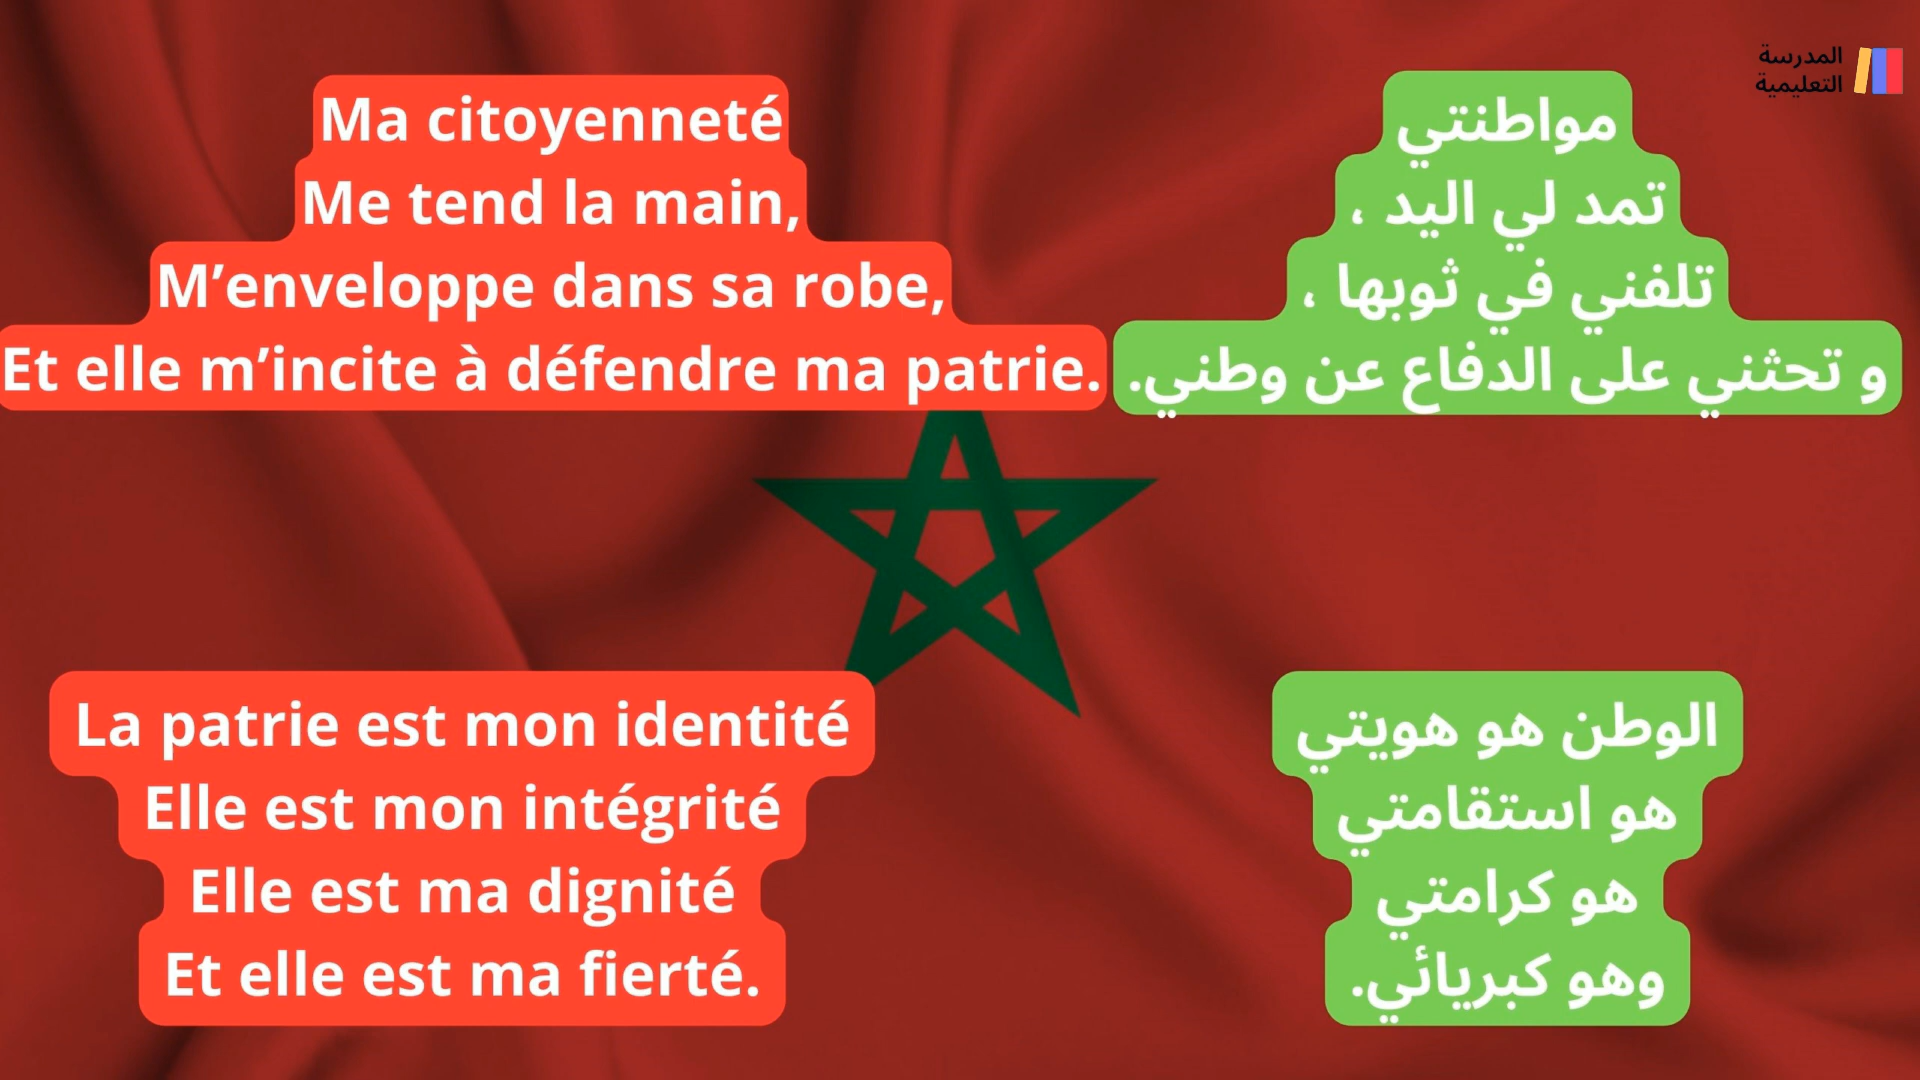 المدرسة
التعليمية
Ma citoyenneté
Me tend la main,
M’enveloppe dans sa robe,
Et elle m’incite à défendre ma patrie.
مواطنتي
تمد لي اليد ،
تلفني في ثوبها ،
و تحثني على الدفاع عن وطني.
La patrie est mon identité
Elle est mon intégrité
Elle est ma dignité
Et elle est ma fierté.
الوطن هو هويتي
هو استقامتي
هو كرامتي
وهو كبريائي.